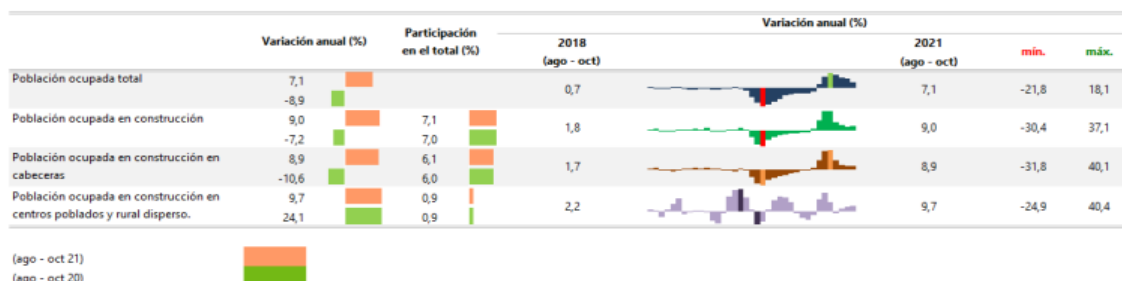 Variación anual (%)
Variación anual (%) Participación en el total (%) 2018 (ago - oct) 2021 (ago - oct) mín. máx.
Población ocupada total 7,1 0,7 7,1 -21,8 18,1
-8,9
Población ocupada en construcción 9,0 7,1 1,8 9,0 -30,4 37,1
-7,2 7,0
Población ocupada en construcción en 8,9 6,1 1,7 8,9 -31,8 40,1
cabeceras -10,6 6,0
Población ocupada en construcción en 9,7 0,9 2,2 9,7 -24,9 40,4
centros poblados y rural disperso. 24,1 0,9
(ago - oct 21)
(ago - oct 20)